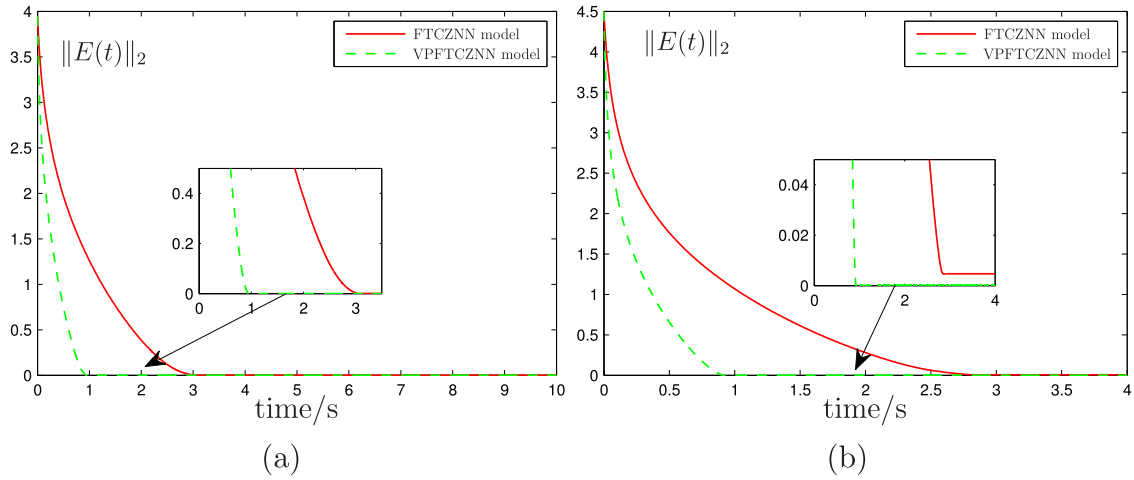 ‖E(t)‖₂
FTCZNN model
VPFTCZNN model
4
3.5
3
2.5
2
1.5
1
0.5
0
0 1 2 3 4 5 6 7 8 9 10
0.4
0.2
0
0 1 2 3
time/s
(a)
‖E(t)‖₂
FTCZNN model
VPFTCZNN model
4.5
4
3.5
3
2.5
2
1.5
1
0.5
0
0 0.5 1 1.5 2 2.5 3 3.5 4
0.04
0.02
0
0 2 4
time/s
(b)